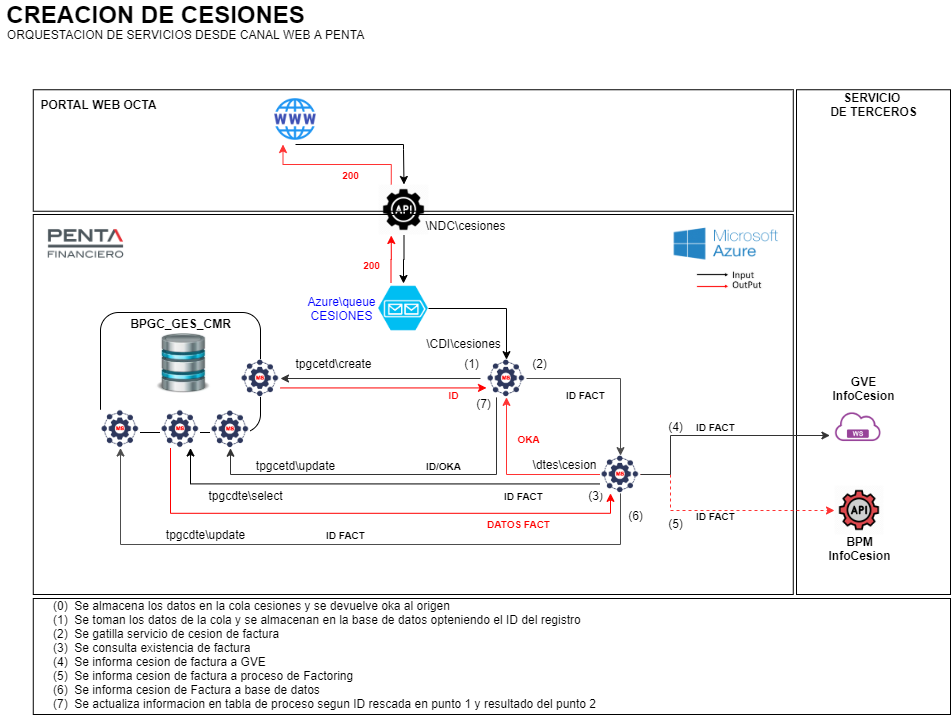 CREACION DE CESIONES
ORQUESTACION DE SERVICIOS DESDE CANAL WEB A PENTA
PORTAL WEB OCTA
SERVICIO
DE TERCEROS
WWW
200
API
\NDC\cesiones
PENTA
FINANCIERO
Microsoft
Azure
Input
OutPut
200
Azure\queue
CESIONES
BPGC_GES_CMR
\CDI\cesiones
tpgcetd\create
(1)
(2)
MS
MS
ID
(7)
ID FACT
GVE
InfoCesion
WS
MS
MS
MS
OKA
(4)
ID FACT
tpgcetd\update
ID/OKA
\dtes\cesion
MS
tpgcdte\select
ID FACT
(3)
DATOS FACT
(6)
(5)
ID FACT
API
BPM
InfoCesion
tpgcdte\update
ID FACT
(0) Se almacena los datos en la cola cesiones y se devuelve oka al origen
(1) Se toman los datos de la cola y se almacenan en la base de datos opteniendo el ID del registro
(2) Se gatilla servicio de cesion de factura
(3) Se consulta existencia de factura
(4) Se informa cesion de factura a GVE
(5) Se informa cesion de factura a proceso de Factoring
(6) Se informa cesion de Factura a base de datos
(7) Se actualiza informacion en tabla de proceso segun ID rescada en punto 1 y resultado del punto 2